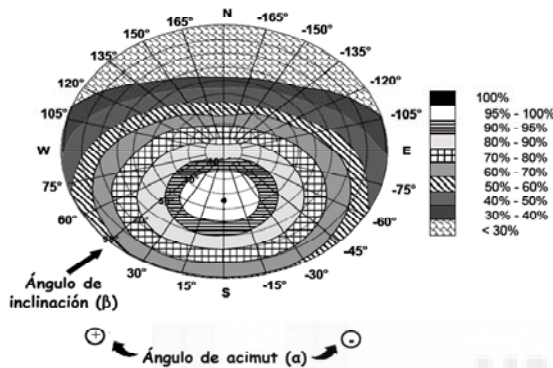 N
165°
-165°
150°
-150°
135°
-135°
120°
-120°
105°
-105°
W
E
75°
-75°
60°
-60°
-45°
30°
-30°
15°
-15°
S
100%
95% - 100%
90% - 95%
80% - 90%
70% - 80%
60% - 70%
50% - 60%
40% - 50%
30% - 40%
< 30%
Ángulo de
inclinación (β)
+ Ángulo de acimut (α) -